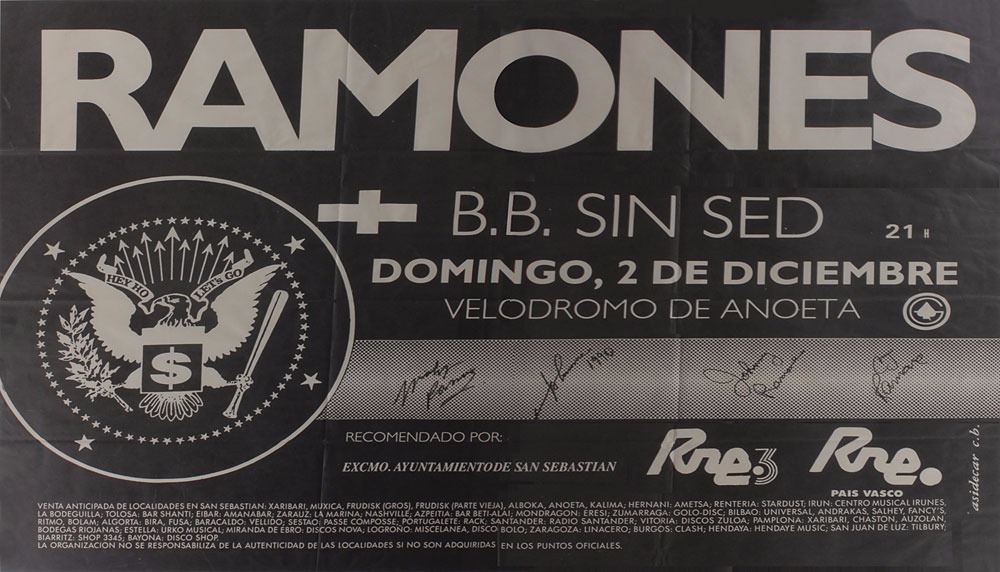 RAMONES
+ B.B. SIN SED
21 H
DOMINGO, 2 DE DICIEMBRE
VELODROMO DE ANOETA
HEY HO LET'S GO
$
RECOMENDADO POR:
EXCMO. AYUNTAMIENTO DE SAN SEBASTIAN
Rne.3
Rne.
PAIS VASCO
asidecar c.b.
VENTA ANTICIPADA DE LOCALIDADES EN SAN SEBASTIAN: XARIBARI, MUXICA, FRUDISK (GROS), FRUDISK (PARTE VIEJA), ALBOKA, ANOETA, KALIMA; HERNANI: AMETSA; RENTERIA: STARDUST; IRUN: CENTRO MUSICAL IRUNES,
LA BODEGUILLA; TOLOSA: BAR SHANTI; EIBAR: AMANABAR; ZARAUZ: LA MARINA, NASHVILLE; AZPEITIA: BAR BETI-ALAI; MONDRAGON: ERESI; ZUMARRAGA: GOLO-DISC; BILBAO: UNIVERSAL, ANDRAKAS, SALHEY, FANCY'S,
RITMO, BOLAM; ALGORTA: BIRA, FUSA; BARACALDO: VELLIDO; SESTAO: PASSE COMPOSSE; PORTUGALETE: RACK; SANTANDER: RADIO SANTANDER; VITORIA: DISCOS ZULOA; PAMPLONA: XARIBARI, CHASTON, AUZOLAN,
BODEGAS RIOJANAS; ESTELLA: URKO MUSICAL; MIRANDA DE EBRO: DISCOS NOVA; LOGROÑO: MISCELANEA, DISCO BOLO; ZARAGOZA: LINACERO; BURGOS: CLASH; HENDAYA: HENDAYE MUSIC; SAN JUAN DE LUZ: TILBURY;
BIARRITZ: SHOP 3345; BAYONA: DISCO SHOP.
LA ORGANIZACION NO SE RESPONSABILIZA DE LA AUTENTICIDAD DE LAS LOCALIDADES SI NO SON ADQUIRIDAS EN LOS PUNTOS OFICIALES.